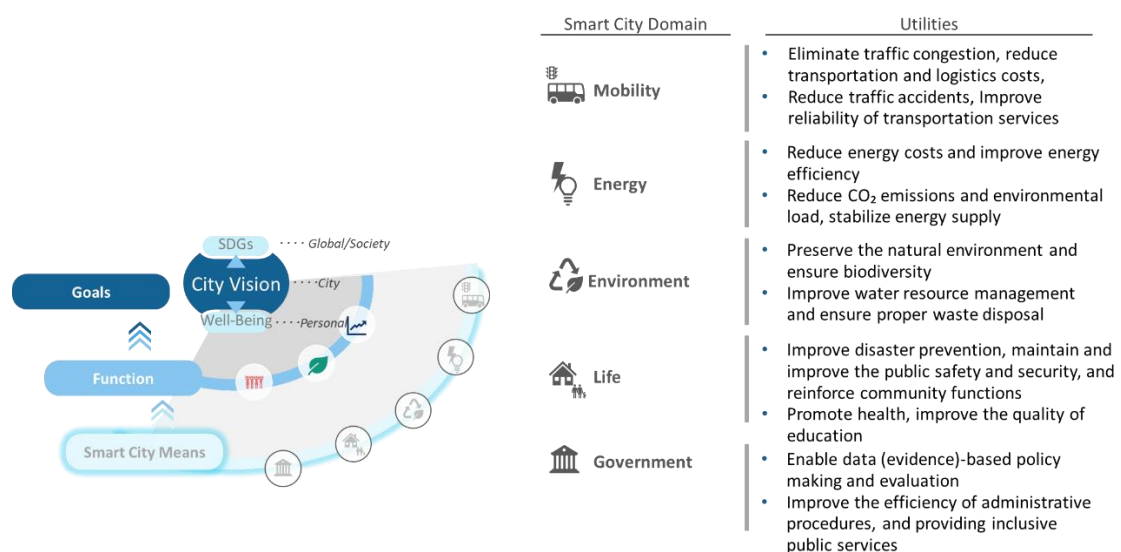 Smart City Domain
Utilities
Mobility
• Eliminate traffic congestion, reduce
transportation and logistics costs,
• Reduce traffic accidents, Improve
reliability of transportation services
Energy
• Reduce energy costs and improve energy
efficiency
• Reduce CO₂ emissions and environmental
load, stabilize energy supply
Environment
• Preserve the natural environment and
ensure biodiversity
• Improve water resource management
and ensure proper waste disposal
Life
• Improve disaster prevention, maintain and
improve the public safety and security, and
reinforce community functions
• Promote health, improve the quality of
education
Government
• Enable data (evidence)-based policy
making and evaluation
• Improve the efficiency of administrative
procedures, and providing inclusive
public services
SDGs
····Global/Society
Goals
City Vision
····City
Well-Being
····Personal
Function
Smart City Means